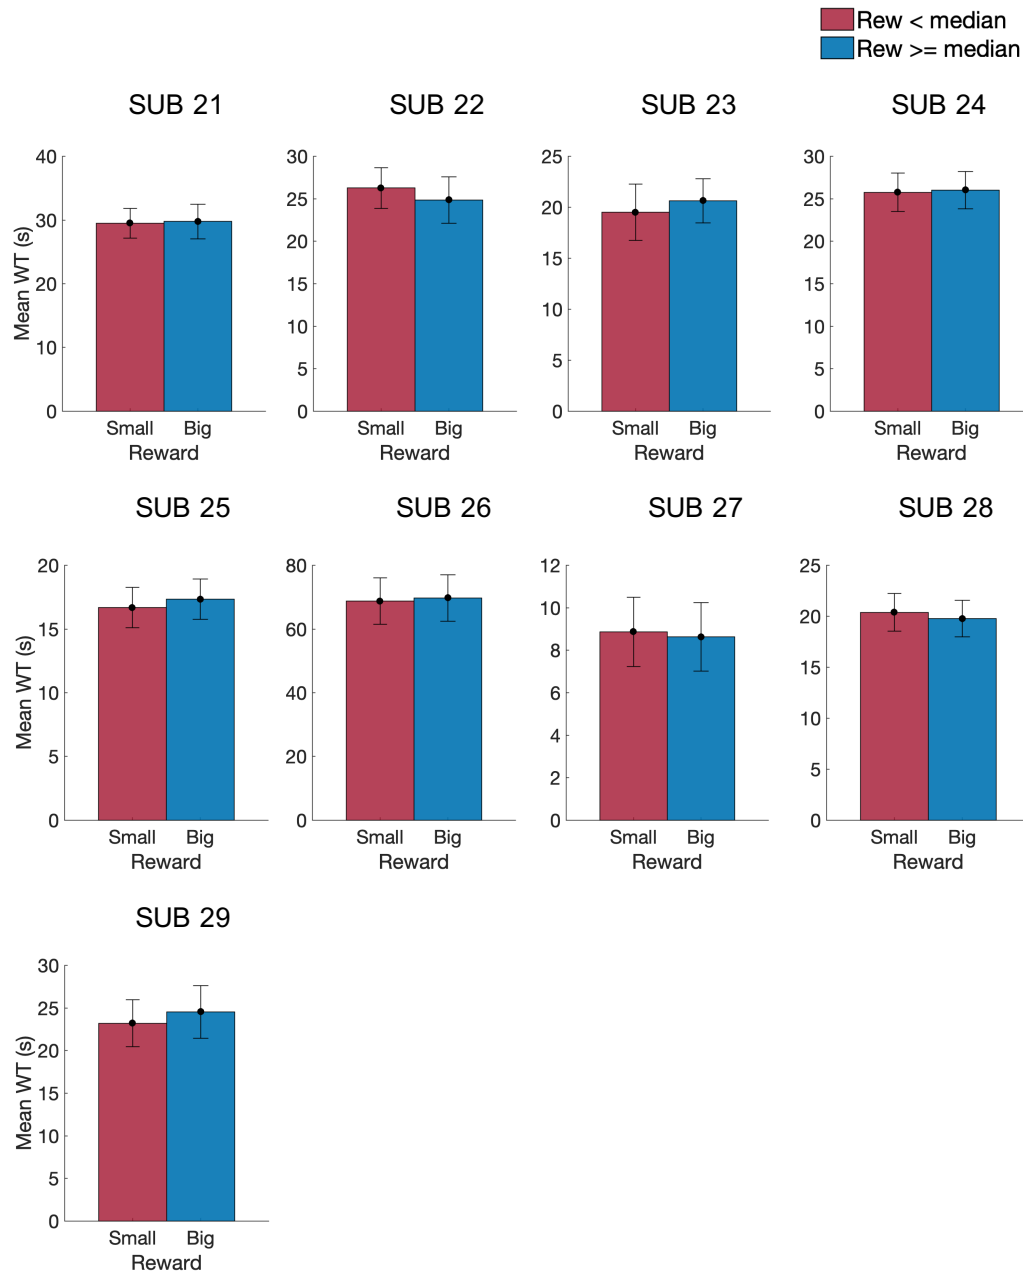 Rew < median
Rew >= median
SUB 21
SUB 22
SUB 23
SUB 24
40
30
20
10
0
Mean WT (s)
Small Big
Reward
30
25
20
15
10
5
0
Small Big
Reward
25
20
15
10
5
0
Small Big
Reward
30
25
20
15
10
5
0
Small Big
Reward
SUB 25
SUB 26
SUB 27
SUB 28
20
15
10
5
0
Mean WT (s)
Small Big
Reward
80
60
40
20
0
Small Big
Reward
12
10
8
6
4
2
0
Small Big
Reward
25
20
15
10
5
0
Small Big
Reward
SUB 29
30
25
20
15
10
5
0
Mean WT (s)
Small Big
Reward